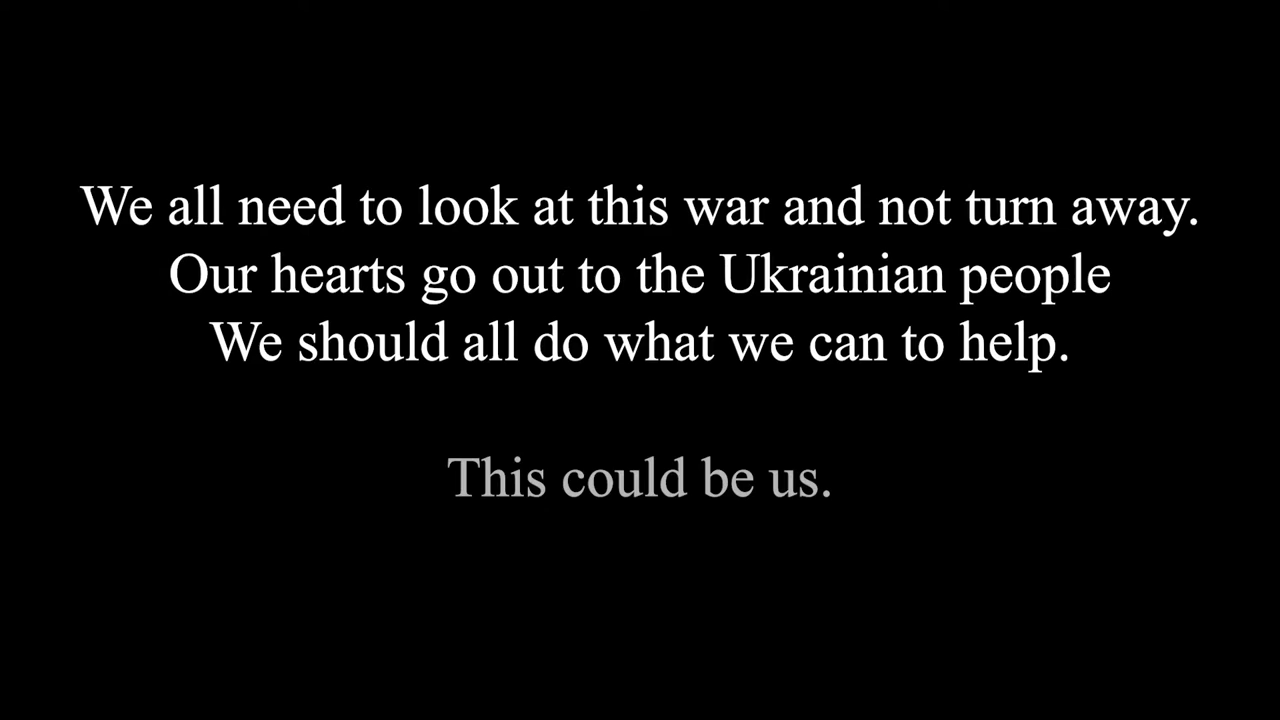 We all need to look at this war and not turn away.
Our hearts go out to the Ukrainian people
We should all do what we can to help.
This could be us.